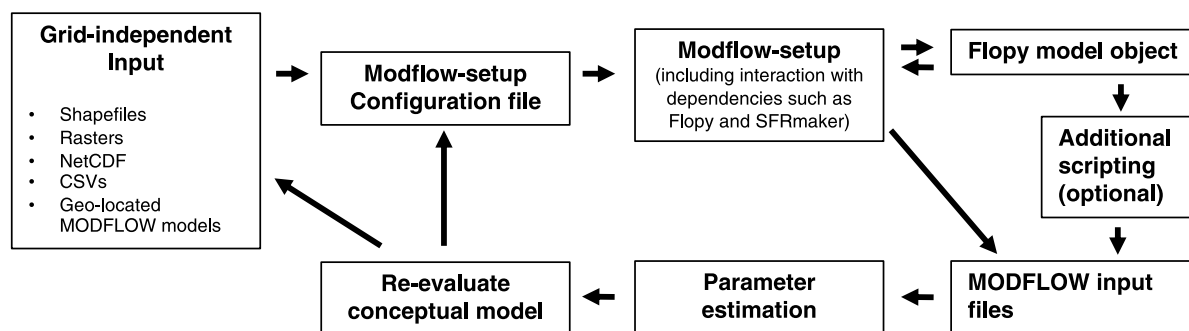 Grid-independent
Input
• Shapefiles
• Rasters
• NetCDF
• CSVs
• Geo-located
MODFLOW models
Modflow-setup
Configuration file
Modflow-setup
(including interaction with
dependencies such as
Flopy and SFRmaker)
Flopy model object
Additional
scripting
(optional)
MODFLOW input
files
Parameter
estimation
Re-evaluate
conceptual model